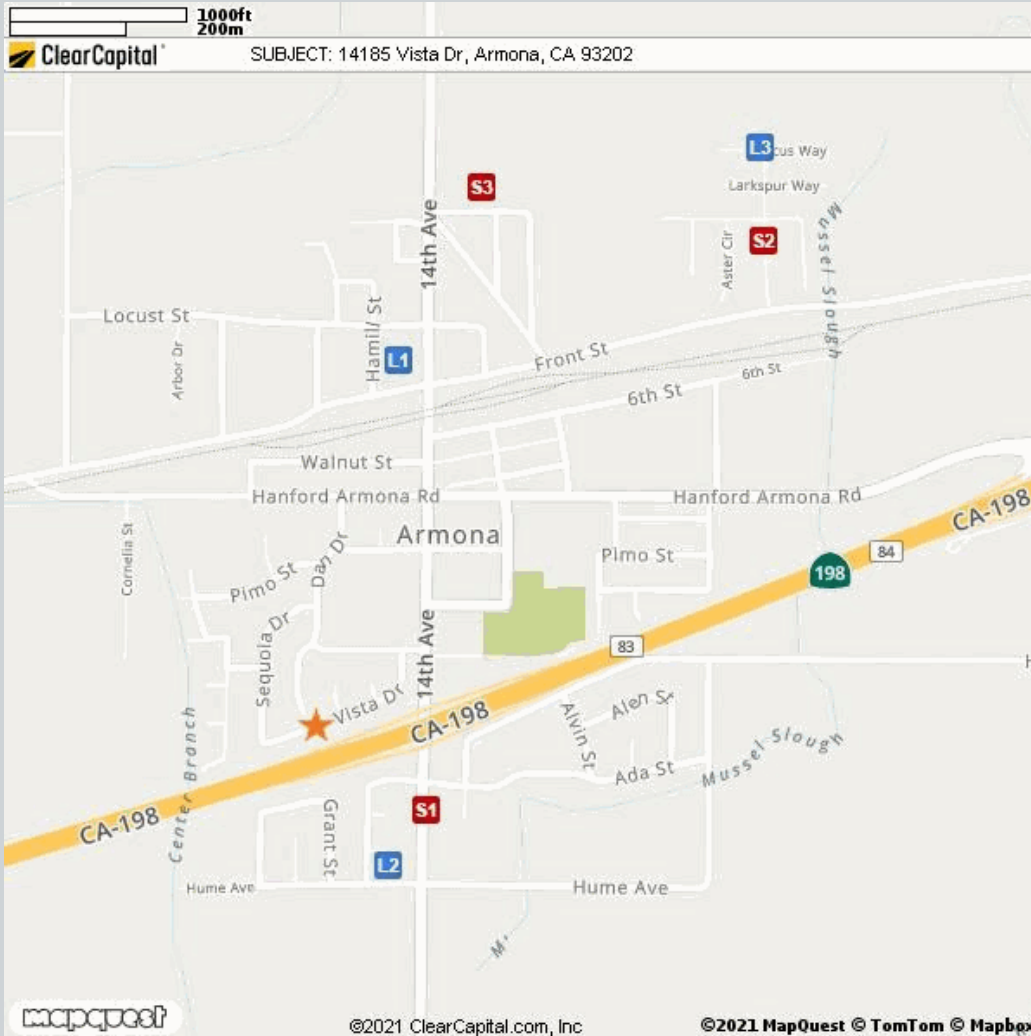 1000ft
200m
ClearCapital
SUBJECT: 14185 Vista Dr, Armona, CA 93202
L3
cus Way
Larkspur Way
S3
14th Ave
Aster Cir
S2
Mussel Slough
Locust St
Hamil/ St
Arbor Dr
L1
Front St
6th St
6th St
Walnut St
Hanford Armona Rd
Hanford Armona Rd
CA-198
Armona
84
198
Cornelia St
Pimo St
Dan Dr
Pimo St
Sequoia Dr
14th Ave
83
H
Vista Dr
CA-198
Alvin St
Alen St
Center Branch
Ada St
Mussel Slough
CA-198
Grant St
S1
L2
Hume Ave
Hume Ave
M'
mapquest
©2021 ClearCapital.com, Inc
©2021 MapQuest © TomTom © Mapbo